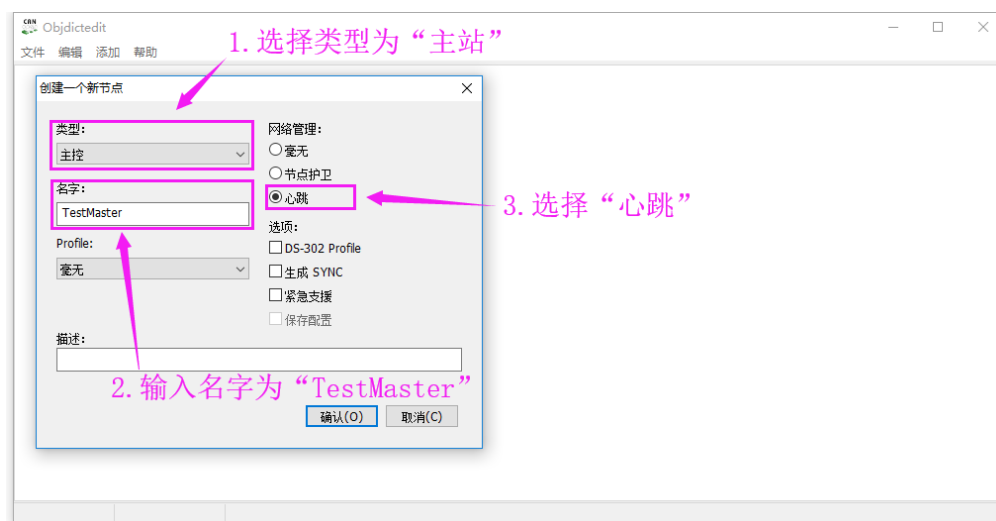 CAN
Objdictedit
文件 编辑 添加 帮助
1.选择类型为“主站”
创建一个新节点
类型:
主控
网络管理:
毫无
节点护卫
心跳
3.选择“心跳”
名字:
TestMaster
选项:
Profile:
毫无
DS-302 Profile
生成 SYNC
紧急支援
保存配置
描述:
2.输入名字为“TestMaster”
确认(O) 取消(C)